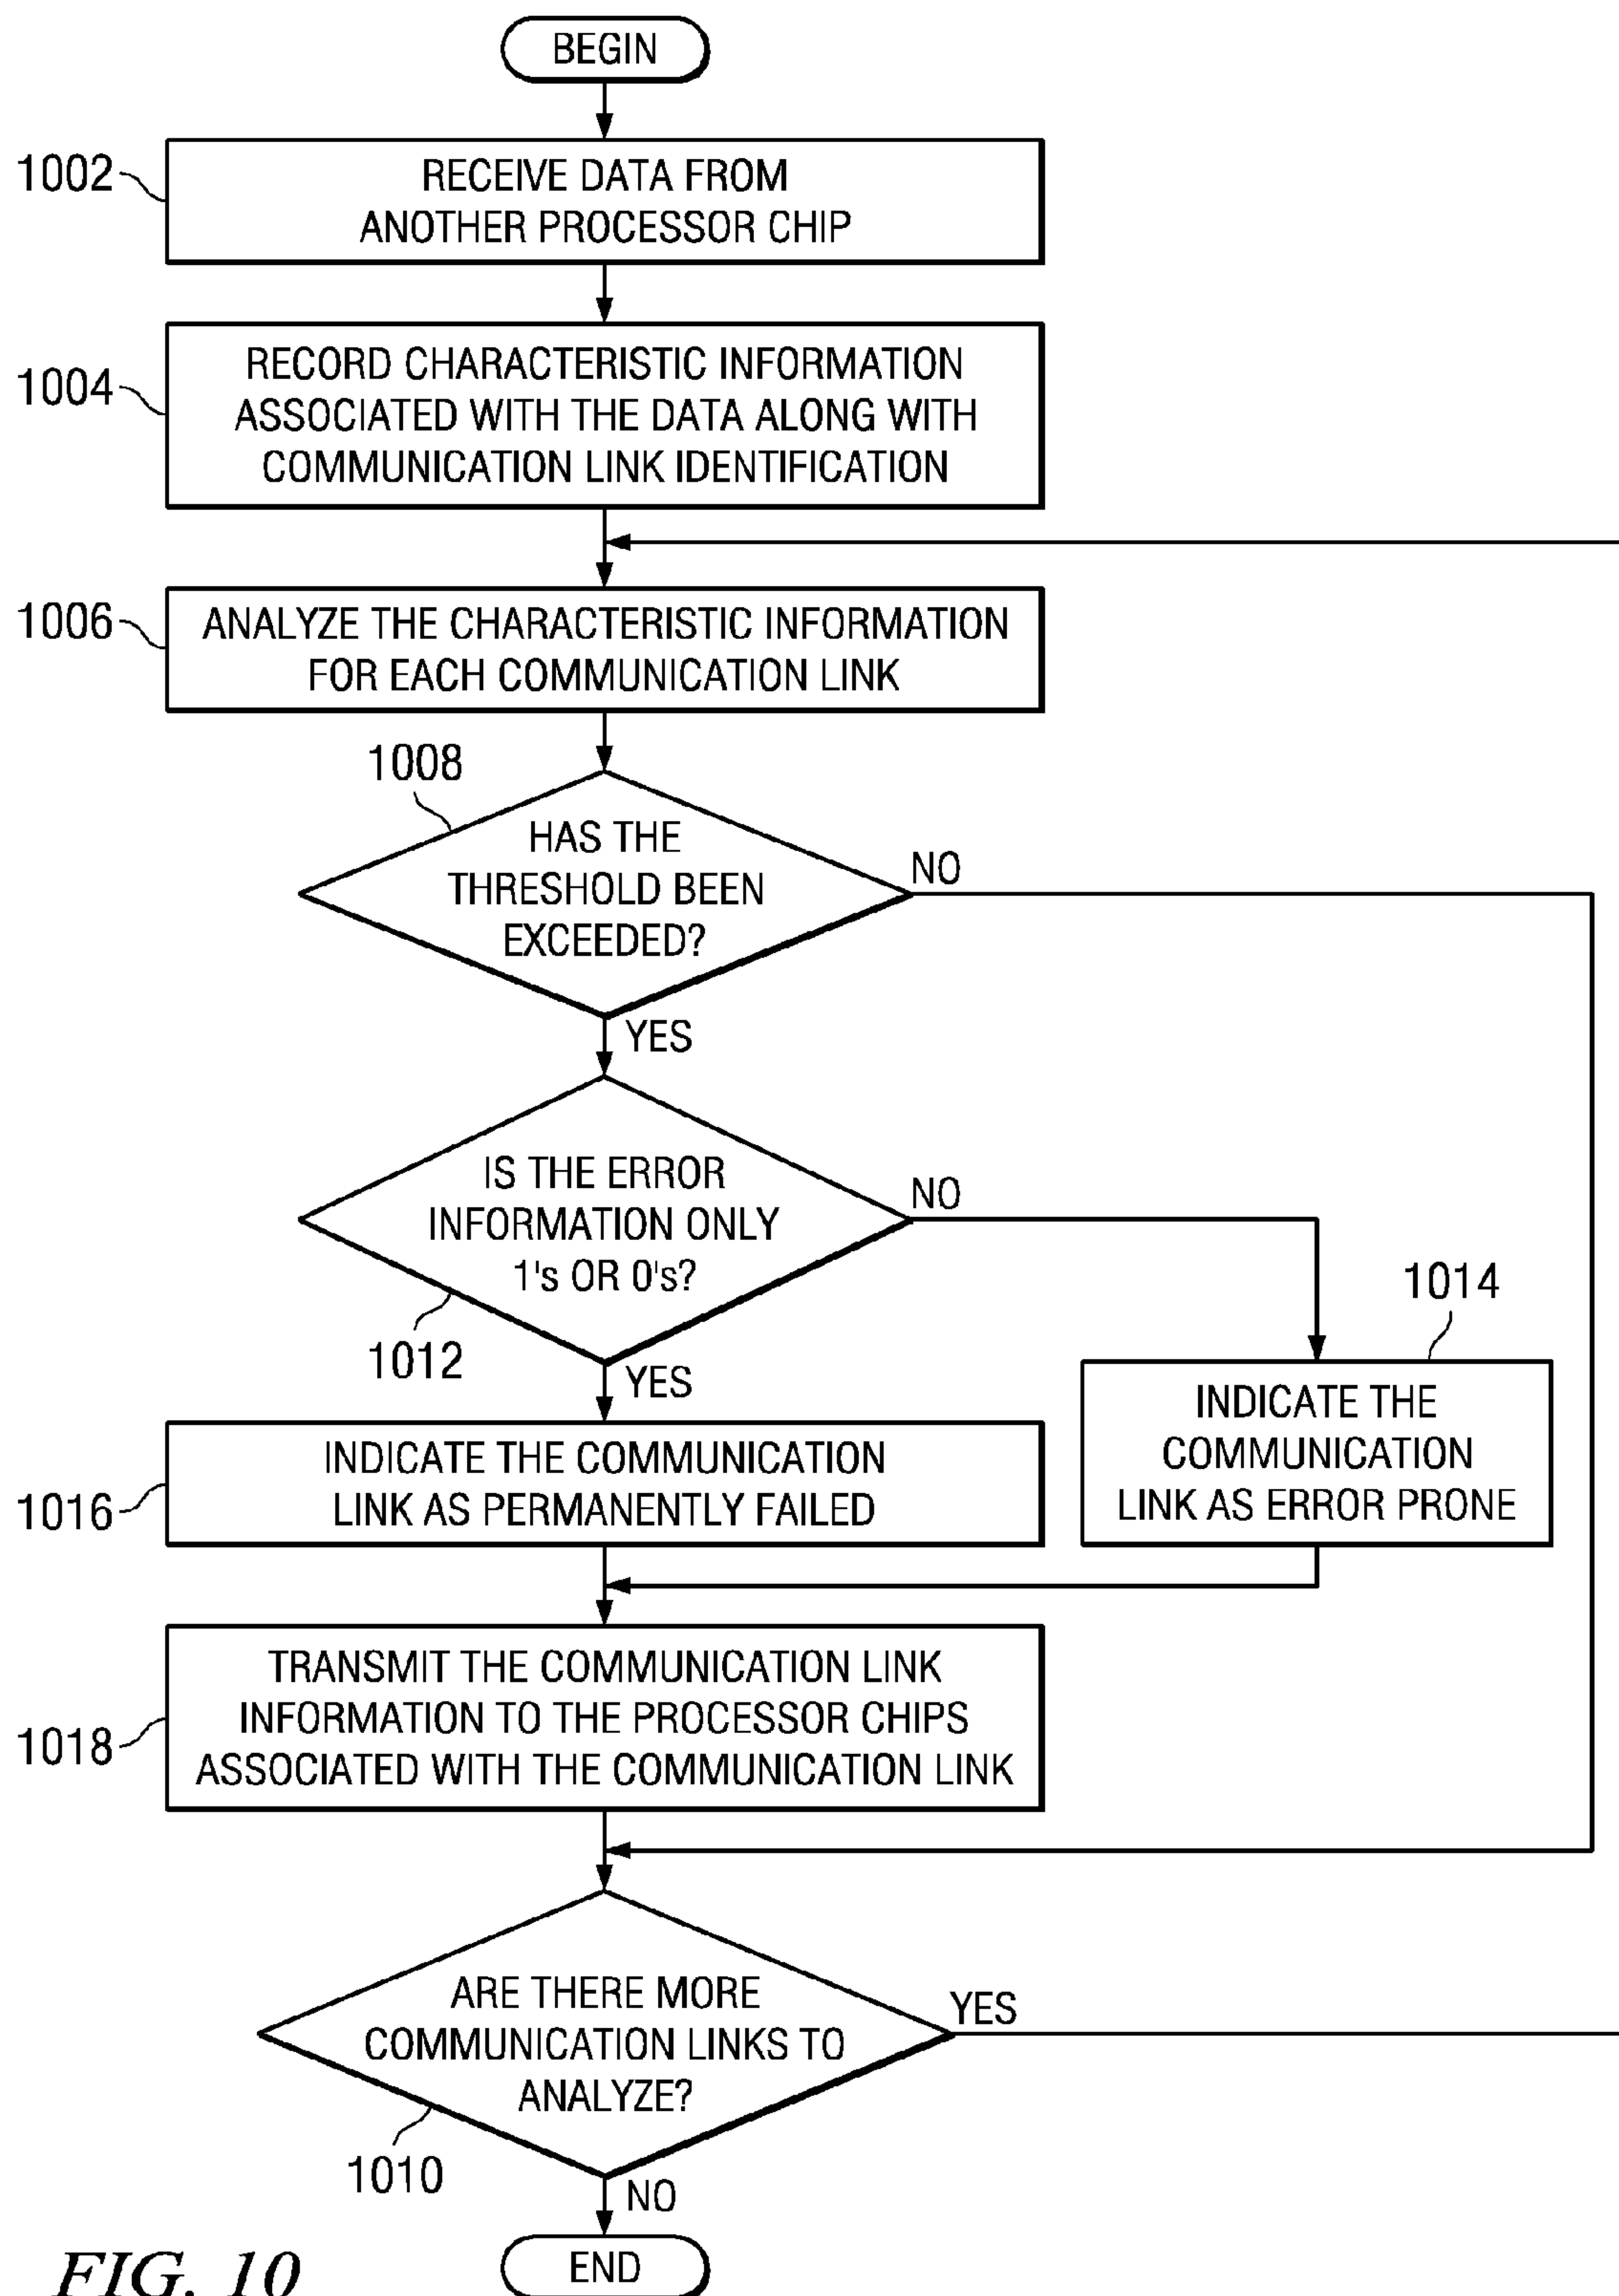 BEGIN
1002
RECEIVE DATA FROM
ANOTHER PROCESSOR CHIP
1004
RECORD CHARACTERISTIC INFORMATION
ASSOCIATED WITH THE DATA ALONG WITH
COMMUNICATION LINK IDENTIFICATION
1006
ANALYZE THE CHARACTERISTIC INFORMATION
FOR EACH COMMUNICATION LINK
1008
HAS THE
THRESHOLD BEEN
EXCEEDED?
NO
YES
IS THE ERROR
INFORMATION ONLY
1's OR 0's?
NO
1012
YES
1014
INDICATE THE
COMMUNICATION
LINK AS ERROR PRONE
1016
INDICATE THE COMMUNICATION
LINK AS PERMANENTLY FAILED
1018
TRANSMIT THE COMMUNICATION LINK
INFORMATION TO THE PROCESSOR CHIPS
ASSOCIATED WITH THE COMMUNICATION LINK
ARE THERE MORE
COMMUNICATION LINKS TO
ANALYZE?
YES
1010
NO
END
FIG. 10